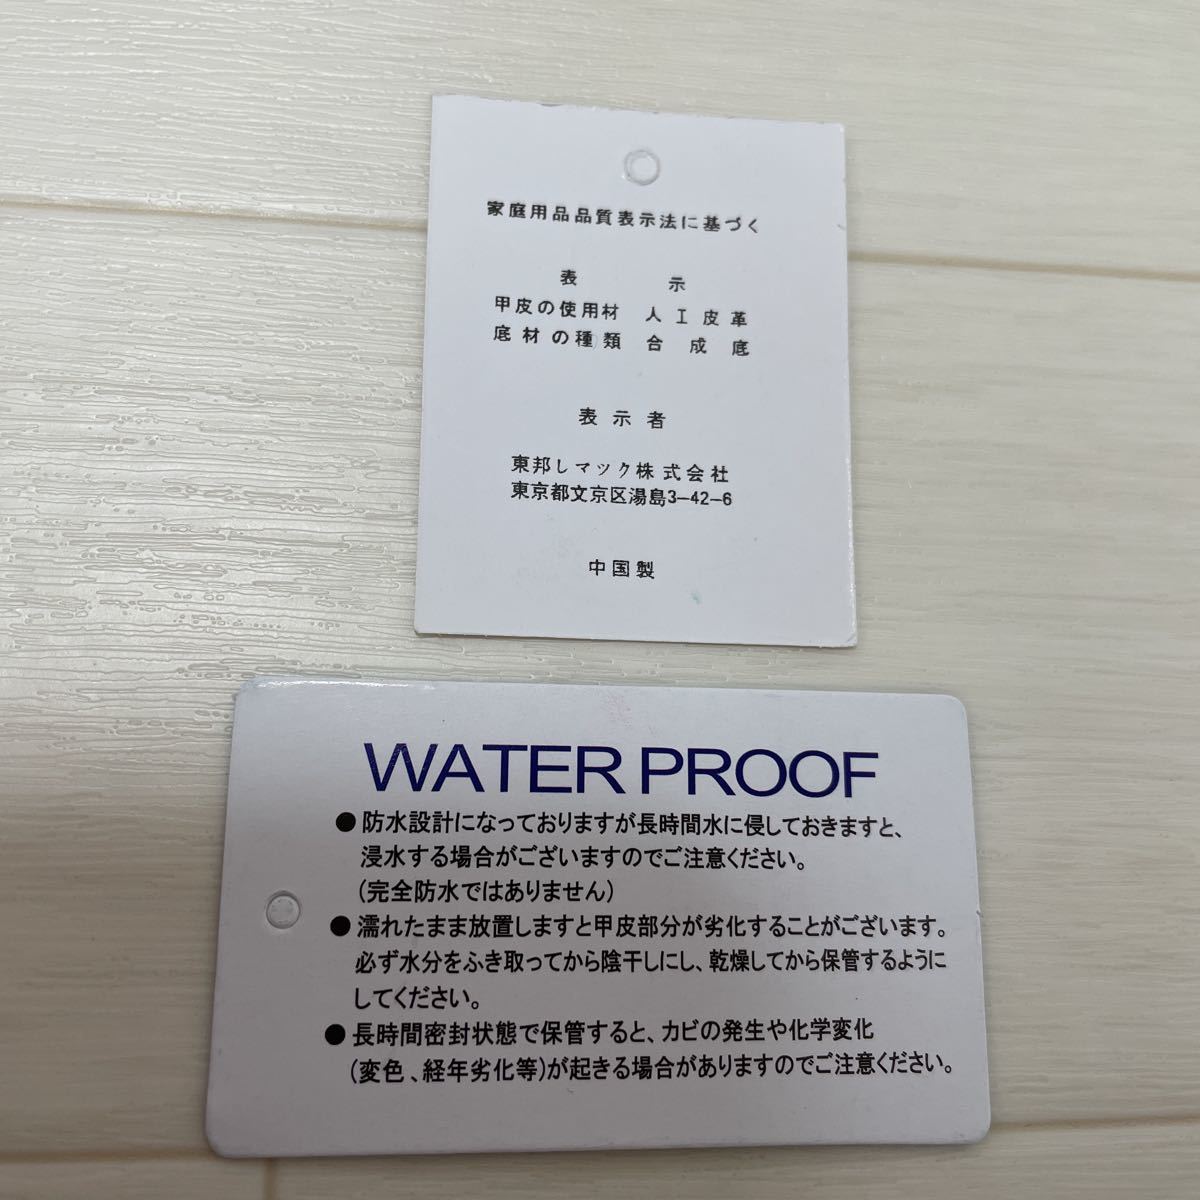 家庭用品品質表示法に基づく
表 示
甲皮の使用材 人工皮革
底材の種類 合成底
表示者
東邦レマック株式会社
東京都文京区湯島3-42-6
中国製
WATER PROOF
●防水設計になっておりますが長時間水に侵しておきますと、
浸水する場合がございますのでご注意ください。
(完全防水ではありません)
●濡れたまま放置しますと甲皮部分が劣化することがございます。
必ず水分をふき取ってから陰干しにし、乾燥してから保管するように
してください。
●長時間密封状態で保管すると、カビの発生や化学変化
(変色、経年劣化等)が起きる場合がありますのでご注意ください。